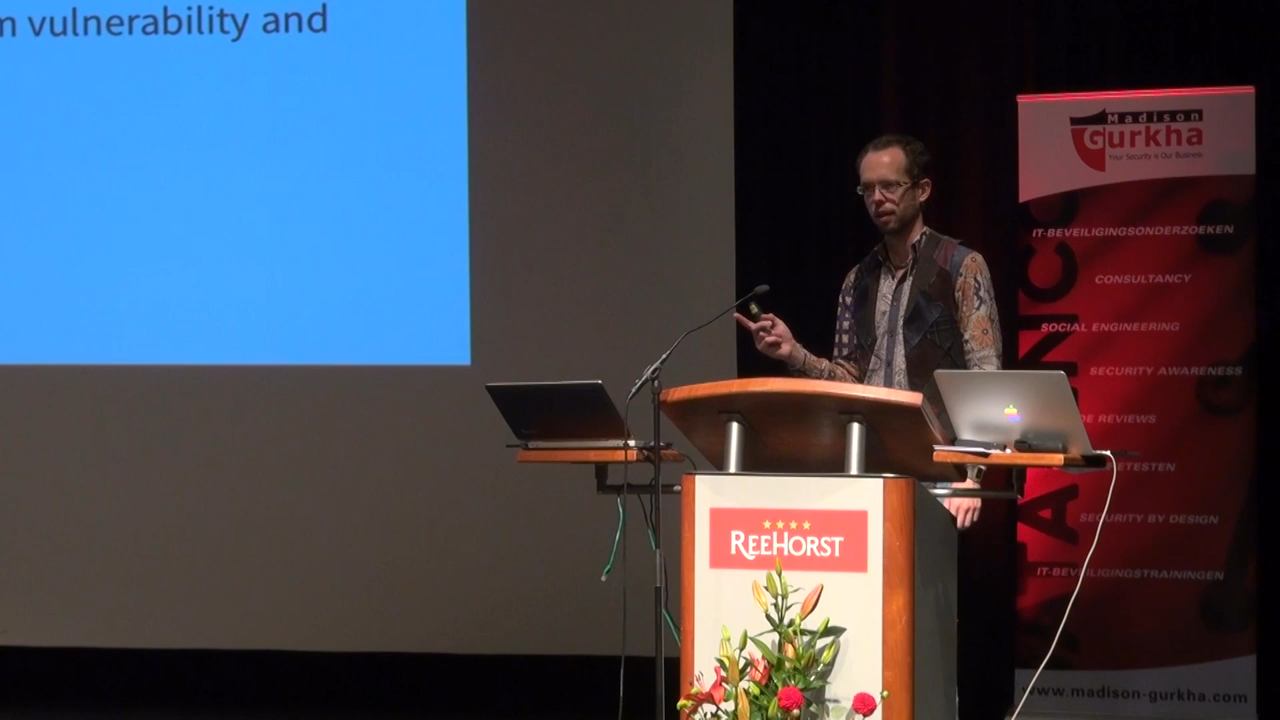 m vulnerability and
Madison
Gurkha
Your Security is Our Business
IT-BEVEILIGINGSONDERZOEKEN
CONSULTANCY
SOCIAL ENGINEERING
SECURITY AWARENESS
DE REVIEWS
ETESTEN
SECURITY BY DESIGN
IT-BEVEILIGINGSTRAININGEN
www.madison-gurkha.com
REEHORST